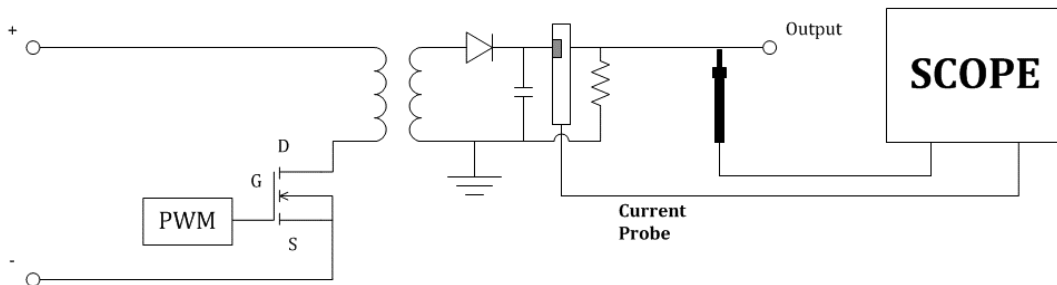 +
Output
SCOPE
D
G
PWM
S
Current
Probe
-